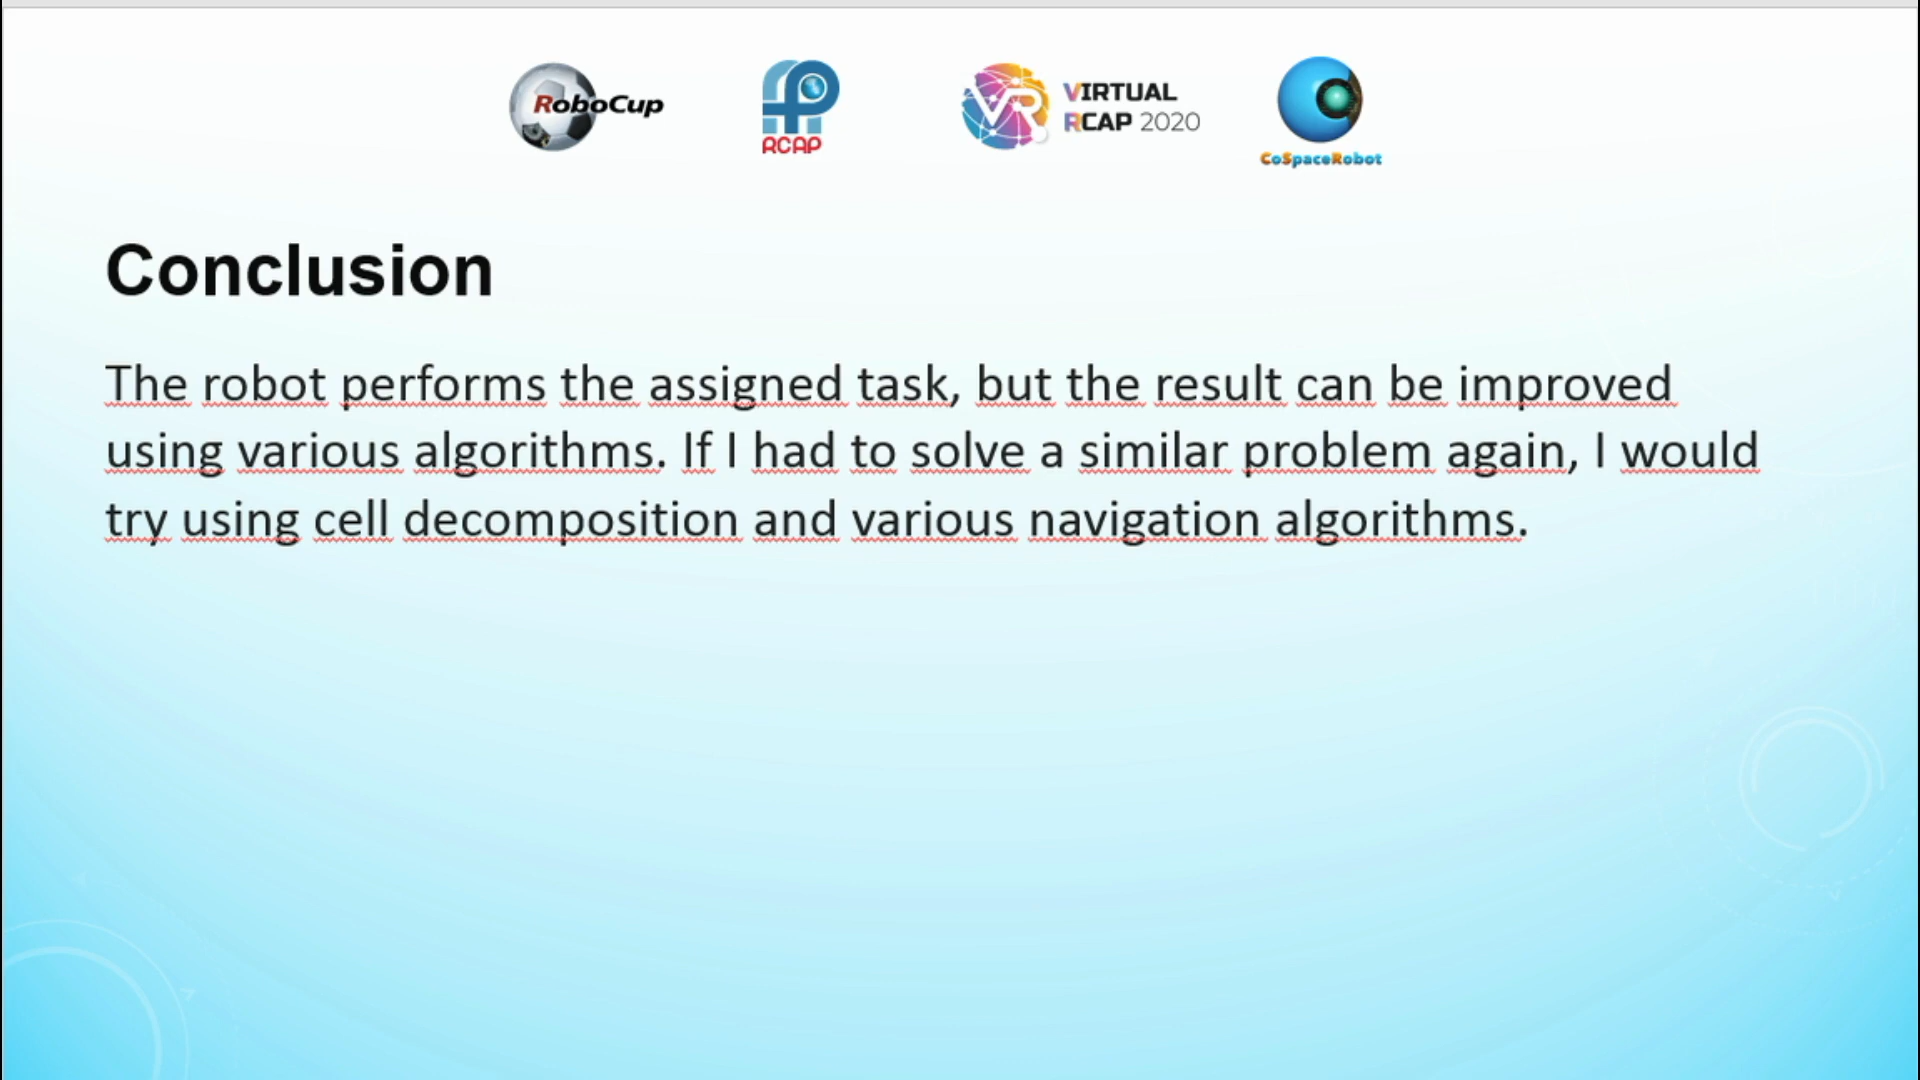 RoboCup
RCAP
VR
VIRTUAL
RCAP 2020
CoSpaceRobot
Conclusion
The robot performs the assigned task, but the result can be improved
using various algorithms. If I had to solve a similar problem again, I would
try using cell decomposition and various navigation algorithms.